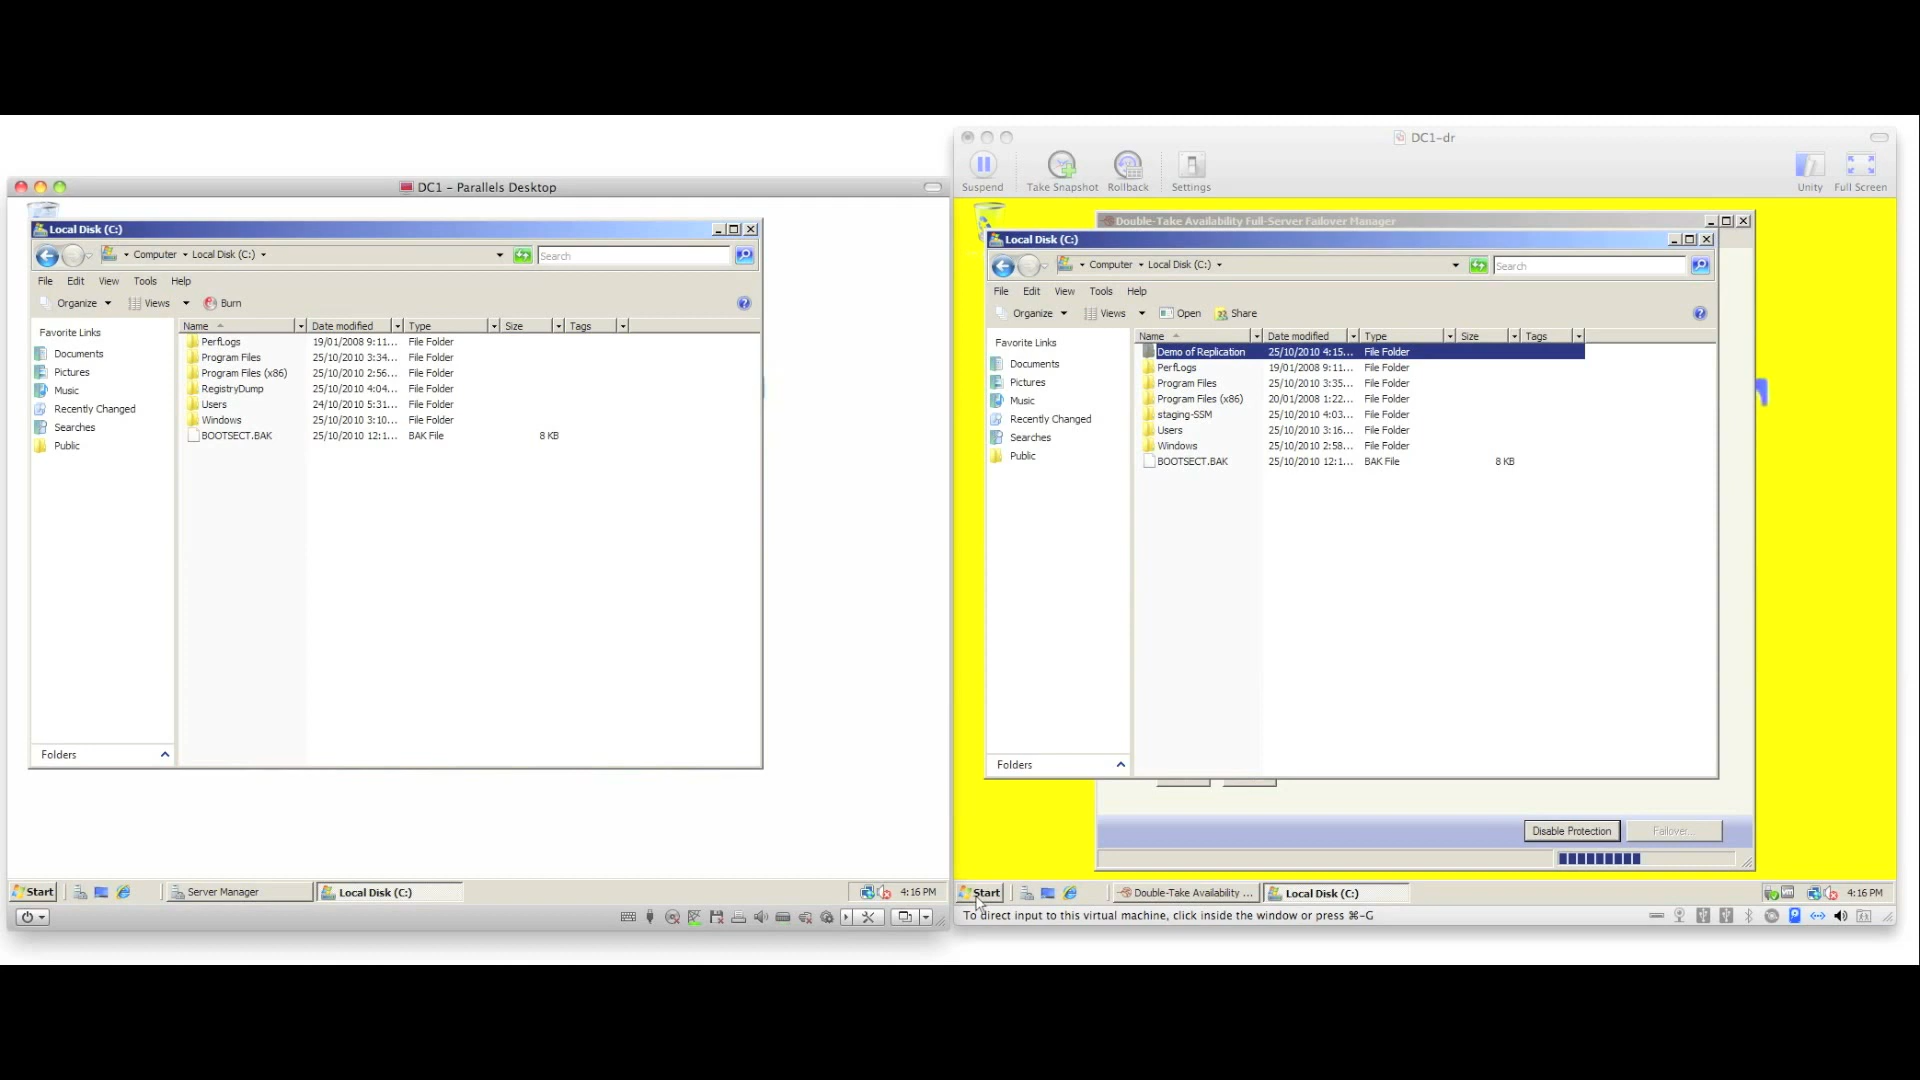 DC1 - Parallels Desktop
Local Disk (C:)
Computer Local Disk (C:)
Search
File Edit View Tools Help
Organize Views Burn
Favorite Links
Documents
Pictures
Music
Recently Changed
Searches
Public
Folders
Name Date modified Type Size Tags
PerfLogs 19/01/2008 9:11... File Folder
Program Files 25/10/2010 3:34... File Folder
Program Files (x86) 25/10/2010 2:56... File Folder
RegistryDump 25/10/2010 4:04... File Folder
Users 24/10/2010 5:31... File Folder
Windows 25/10/2010 3:10... File Folder
BOOTSECT.BAK 25/10/2010 12:1... BAK File 8 KB
Start Server Manager Local Disk (C:) 4:16 PM
DC1-dr
Suspend Take Snapshot Rollback Settings Unity Full Screen
Double-Take Availability Full-Server Failover Manager
Local Disk (C:)
Computer Local Disk (C:)
Search
File Edit View Tools Help
Organize Views Open Share
Favorite Links
Documents
Pictures
Music
Recently Changed
Searches
Public
Folders
Name Date modified Type Size Tags
Demo of Replication 25/10/2010 4:15... File Folder
PerfLogs 19/01/2008 9:11... File Folder
Program Files 25/10/2010 3:35... File Folder
Program Files (x86) 20/01/2008 1:22... File Folder
staging-SSM 25/10/2010 4:03... File Folder
Users 25/10/2010 3:16... File Folder
Windows 25/10/2010 2:58... File Folder
BOOTSECT.BAK 25/10/2010 12:1... BAK File 8 KB
Disable Protection Failover...
Start Double-Take Availability ... Local Disk (C:) 4:16 PM
To direct input to this virtual machine, click inside the window or press ⌘-G